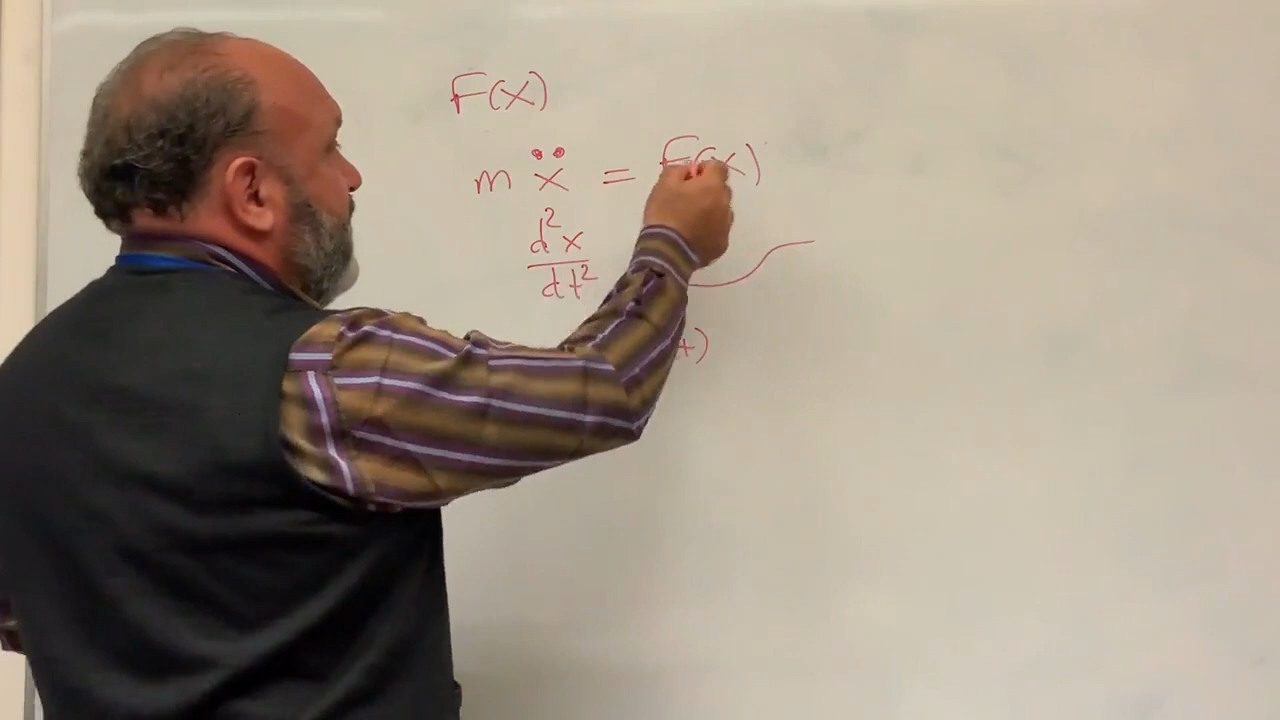 F(x)
m ẍ = F(x)
d²x
dt²
t)